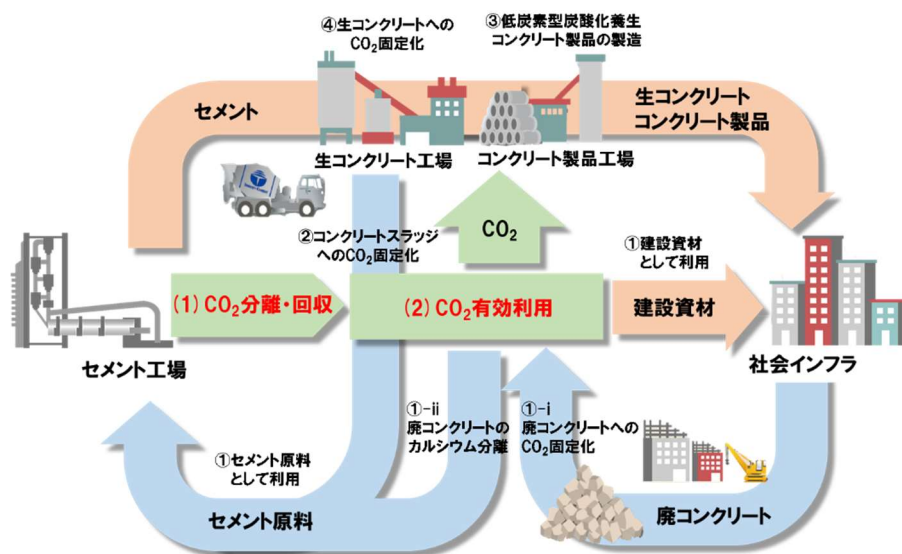 ④生コンクリートへの
CO₂固定化
③低炭素型炭酸化養生
コンクリート製品の製造
セメント
生コンクリート
コンクリート製品
生コンクリート工場
コンクリート製品工場
②コンクリートスラッジ
へのCO₂固定化
CO₂
①建設資材
として利用
(1)CO₂分離・回収
(2)CO₂有効利用
建設資材
セメント工場
社会インフラ
①-ii
廃コンクリートの
カルシウム分離
①-i
廃コンクリートへの
CO₂固定化
①セメント原料
として利用
セメント原料
廃コンクリート